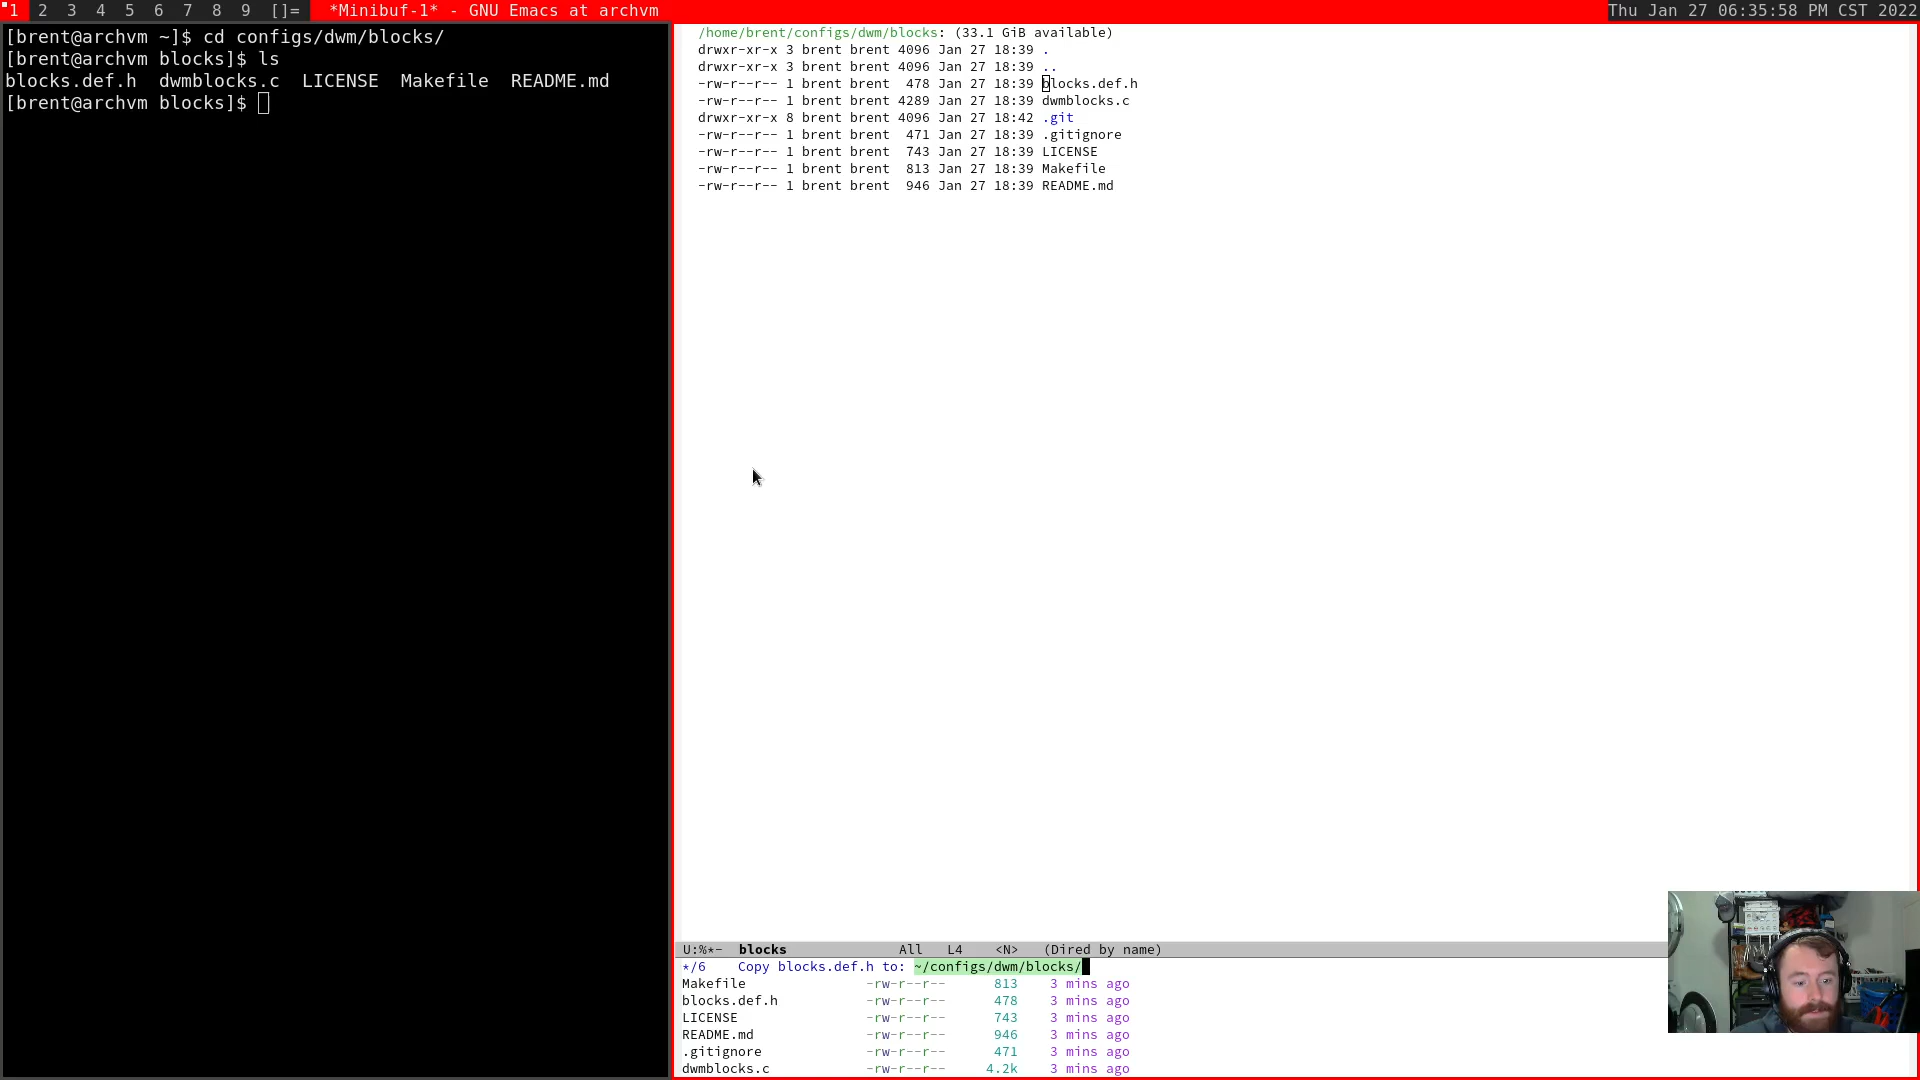 1 2 3 4 5 6 7 8 9 []= *Minibuf-1* - GNU Emacs at archvm Thu Jan 27 06:35:58 PM CST 2022
[brent@archvm ~]$ cd configs/dwm/blocks/
[brent@archvm blocks]$ ls
blocks.def.h dwmblocks.c LICENSE Makefile README.md
[brent@archvm blocks]$
/home/brent/configs/dwm/blocks: (33.1 GiB available)
drwxr-xr-x 3 brent brent 4096 Jan 27 18:39 .
drwxr-xr-x 3 brent brent 4096 Jan 27 18:39 ..
-rw-r--r-- 1 brent brent 478 Jan 27 18:39 blocks.def.h
-rw-r--r-- 1 brent brent 4289 Jan 27 18:39 dwmblocks.c
drwxr-xr-x 8 brent brent 4096 Jan 27 18:42 .git
-rw-r--r-- 1 brent brent 471 Jan 27 18:39 .gitignore
-rw-r--r-- 1 brent brent 743 Jan 27 18:39 LICENSE
-rw-r--r-- 1 brent brent 813 Jan 27 18:39 Makefile
-rw-r--r-- 1 brent brent 946 Jan 27 18:39 README.md
U:%*- blocks All L4 <N> (Dired by name)
*/6 Copy blocks.def.h to: ~/configs/dwm/blocks/
Makefile -rw-r--r-- 813 3 mins ago
blocks.def.h -rw-r--r-- 478 3 mins ago
LICENSE -rw-r--r-- 743 3 mins ago
README.md -rw-r--r-- 946 3 mins ago
.gitignore -rw-r--r-- 471 3 mins ago
dwmblocks.c -rw-r--r-- 4.2k 3 mins ago